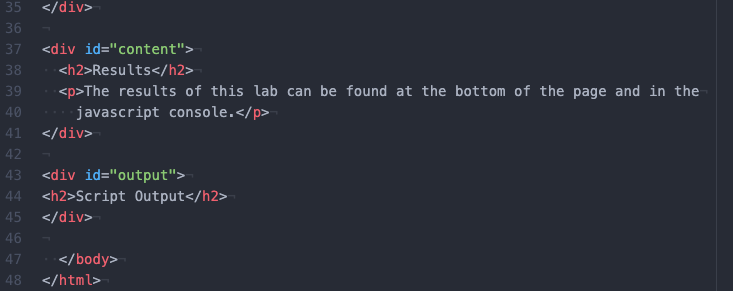 35 </div>¬
36 ¬
37 <div id="content">¬
38 ··<h2>Results</h2>¬
39 ··<p>The results of this lab can be found at the bottom of the page and in the¬
40 ····javascript console.</p>¬
41 </div>¬
42 ¬
43 <div id="output">¬
44 <h2>Script Output</h2>¬
45 </div>¬
46 ¬
47 ··</body>¬
48 </html>¬